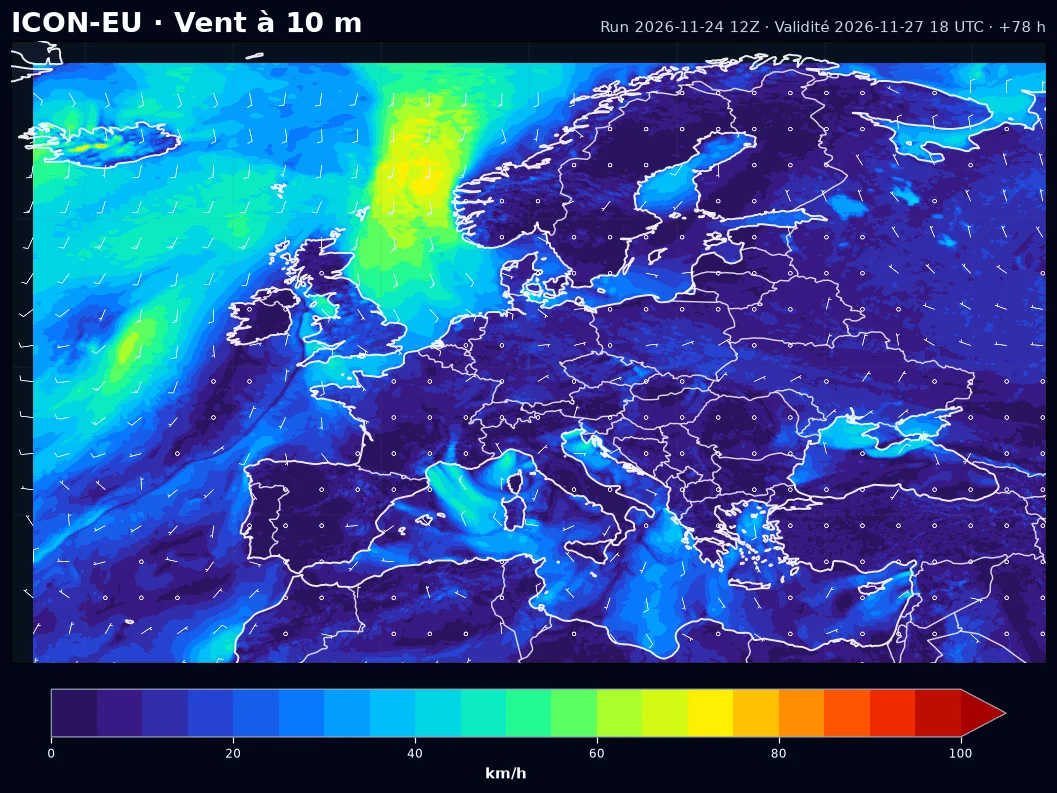 ICON-EU · Vent à 10 m
Run 2026-11-24 12Z · Validité 2026-11-27 18 UTC · +78 h
0 20 40 60 80 100
km/h